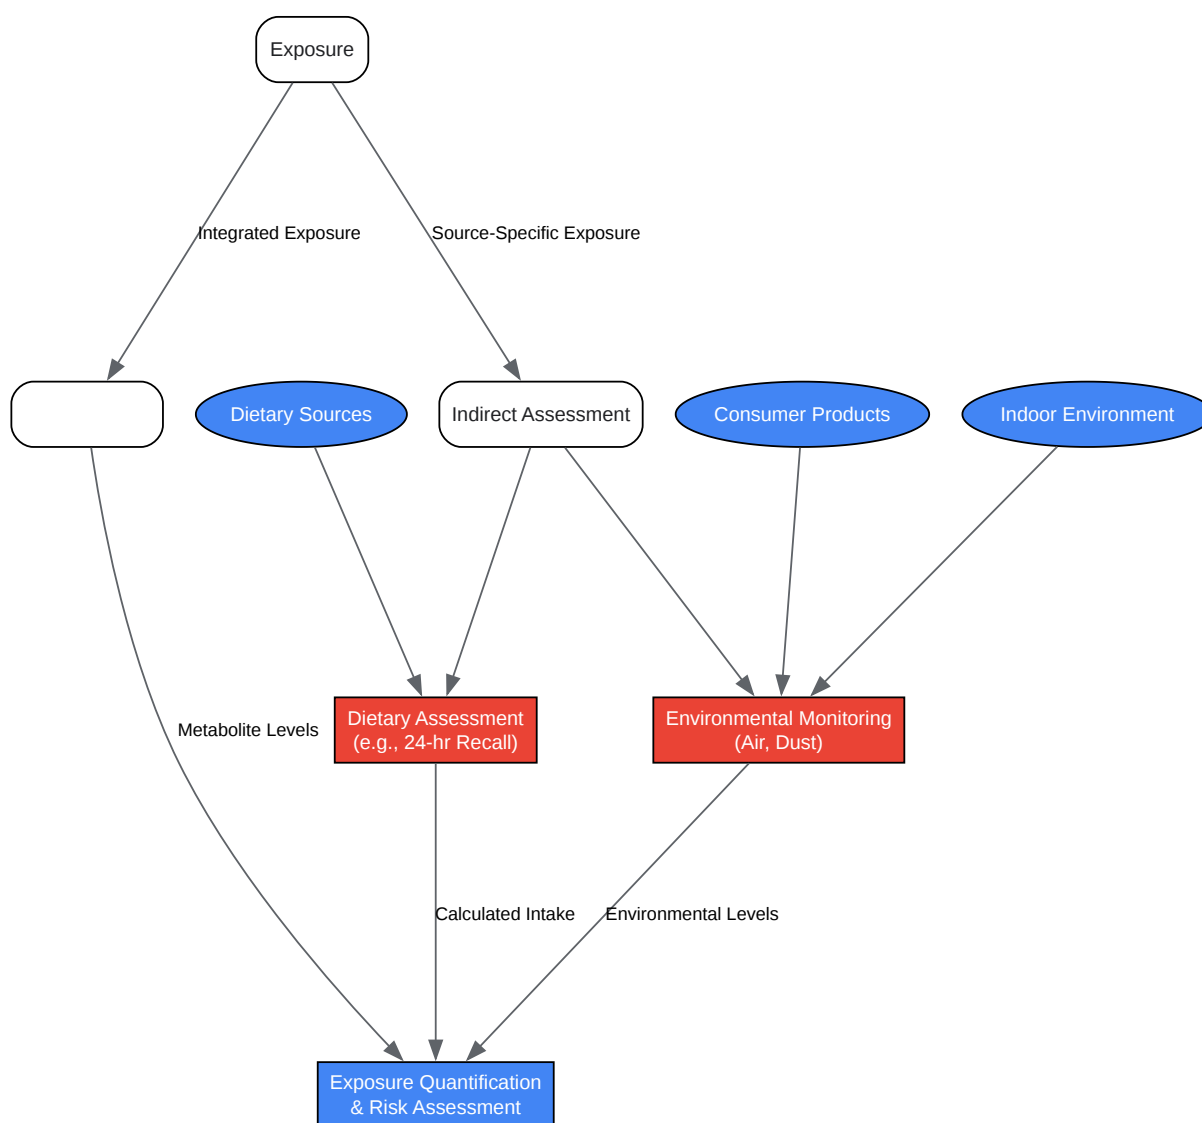 Exposure
Integrated Exposure
Source-Specific Exposure
Dietary Sources
Indirect Assessment
Consumer Products
Indoor Environment
Metabolite Levels
Dietary Assessment
(e.g., 24-hr Recall)
Environmental Monitoring
(Air, Dust)
Calculated Intake
Environmental Levels
Exposure Quantification
& Risk Assessment